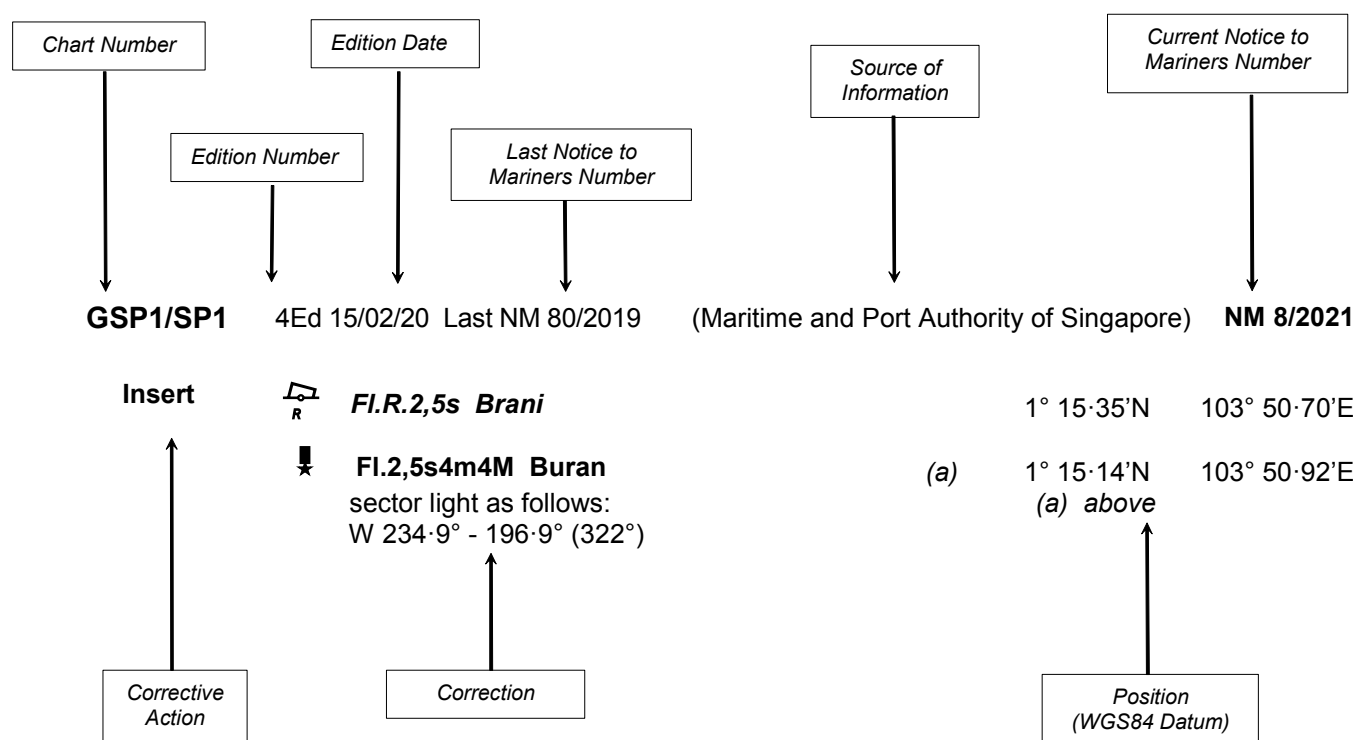 Chart Number
Edition Date
Current Notice to
Mariners Number
Source of
Information
Edition Number
Last Notice to
Mariners Number
GSP1/SP1 4Ed 15/02/20 Last NM 80/2019 (Maritime and Port Authority of Singapore) NM 8/2021
Insert R Fl.R.2,5s Brani 1° 15·35’N 103° 50·70’E
Fl.2,5s4m4M Buran (a) 1° 15·14’N 103° 50·92’E
sector light as follows: (a) above
W 234·9° - 196·9° (322°)
Corrective
Action
Correction
Position
(WGS84 Datum)